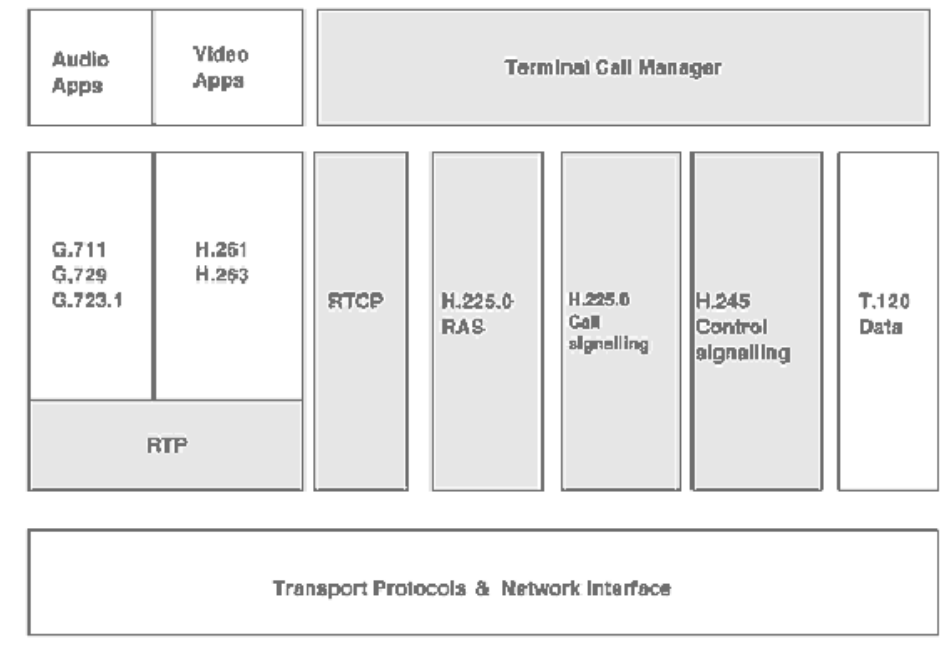 Audio
Apps
Video
Apps
Terminal Call Manager
G.711
G.729
G.723.1
H.261
H.263
RTCP
H.225.0
RAS
H.225.0
Call
signalling
H.245
Control
signalling
T.120
Data
RTP
Transport Protocols & Network Interface